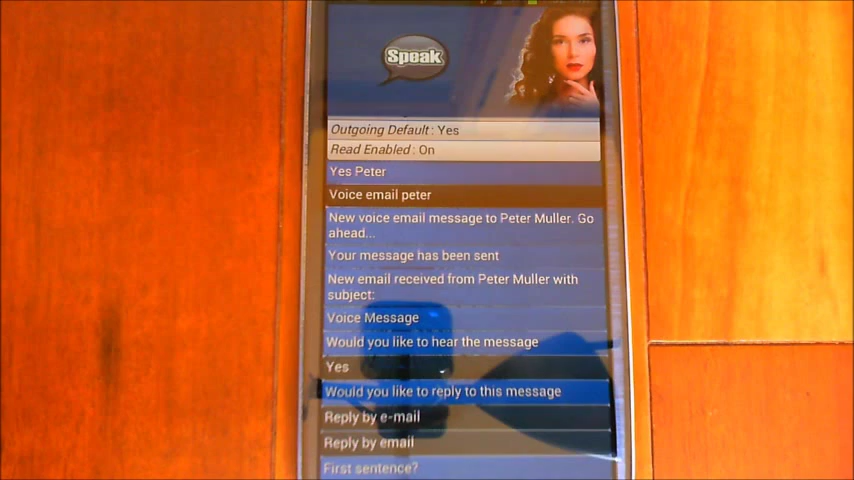 Speak
Outgoing Default : Yes
Read Enabled : On
Yes Peter
Voice email peter
New voice email message to Peter Muller. Go
ahead...
Your message has been sent
New email received from Peter Muller with
subject:
Voice Message
Would you like to hear the message
Yes
Would you like to reply to this message
Reply by e-mail
Reply by email
First sentence?